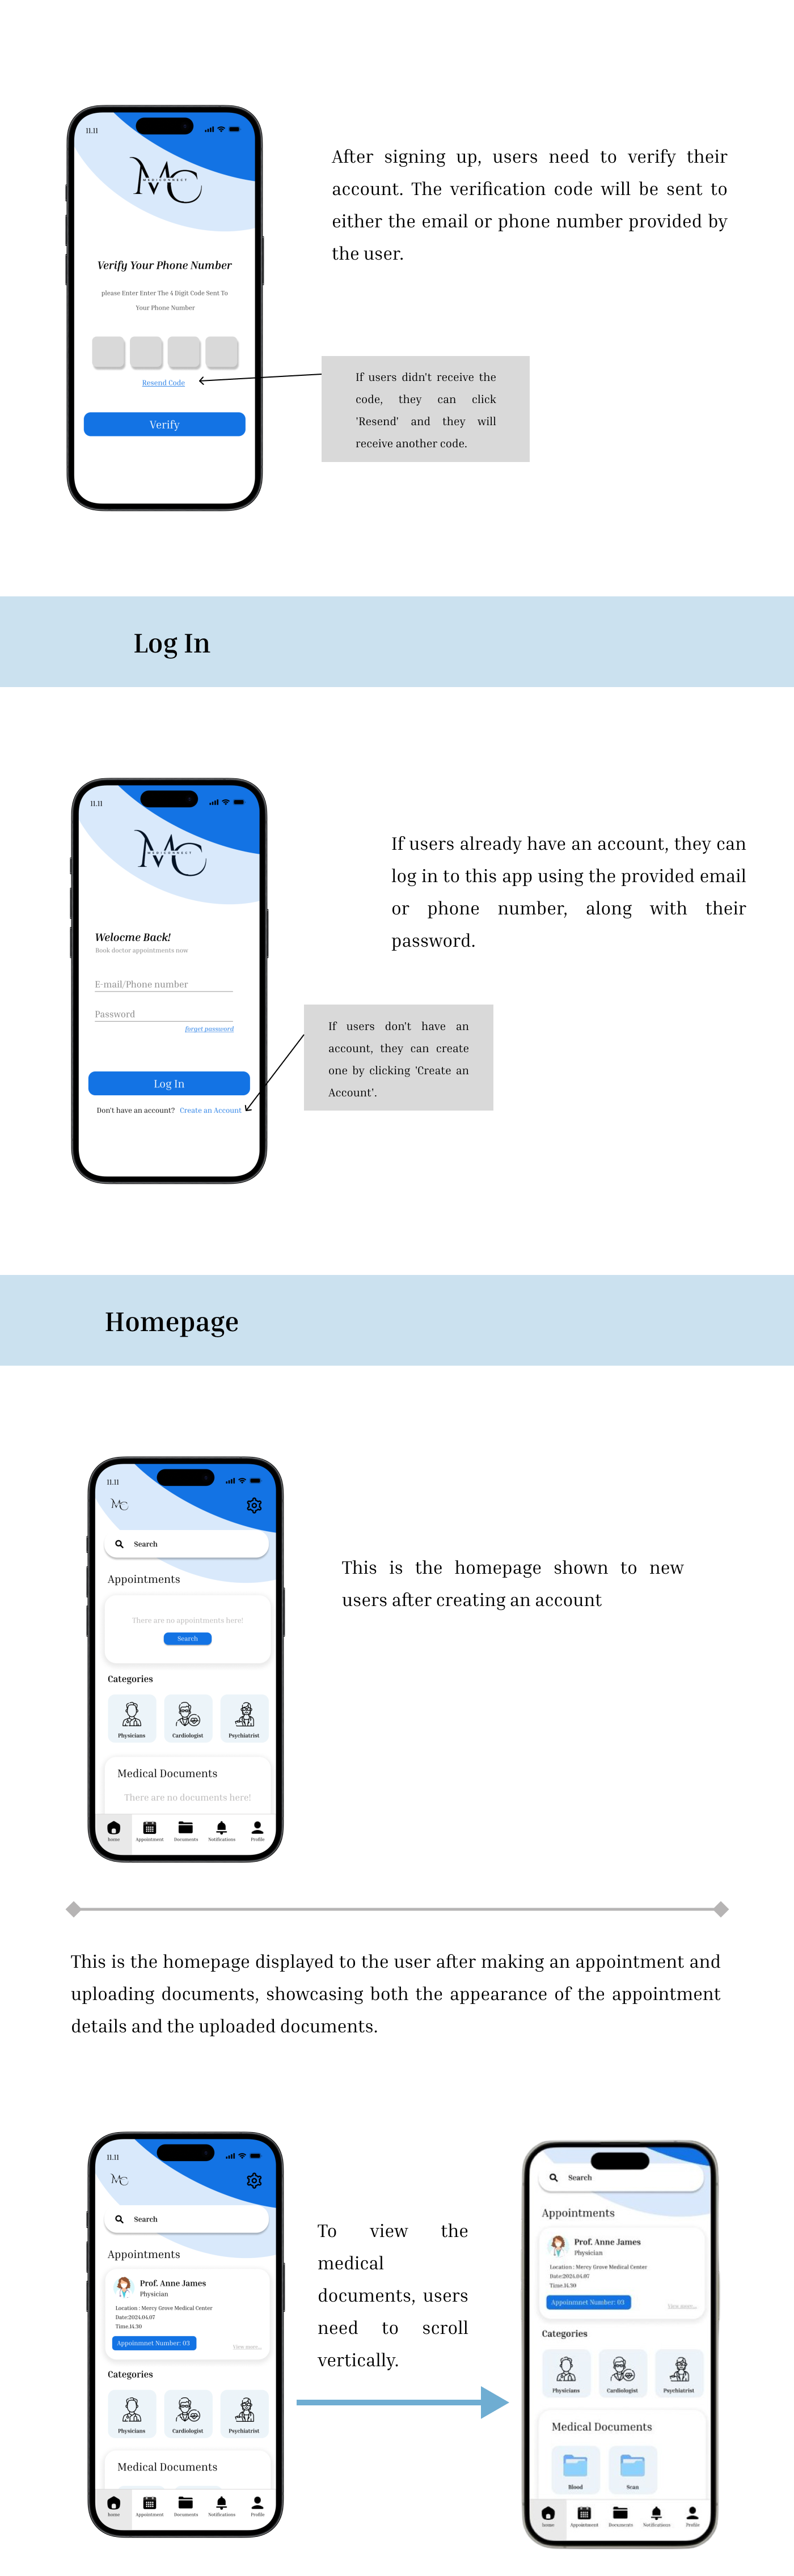 11.11
MC
MEDICONNECT
Verify Your Phone Number
please Enter Enter The 4 Digit Code Sent To
Your Phone Number
Resend Code
Verify
After signing up, users need to verify their
account. The verification code will be sent to
either the email or phone number provided by
the user.
If users didn't receive the
code, they can click
'Resend' and they will
receive another code.
Log In
11.11
MC
MEDICONNECT
Welocme Back!
Book doctor appointments now
E-mail/Phone number
Password
forget password
Log In
Don't have an account? Create an Account
If users already have an account, they can
log in to this app using the provided email
or phone number, along with their
password.
If users don't have an
account, they can create
one by clicking 'Create an
Account'.
Homepage
11.11
MC
Search
Appointments
There are no appointments here!
Search
Categories
Physicians Cardiologist Psychiatrist
Medical Documents
There are no documents here!
home Appointment Documents Notifications Profile
This is the homepage shown to new
users after creating an account
This is the homepage displayed to the user after making an appointment and
uploading documents, showcasing both the appearance of the appointment
details and the uploaded documents.
11.11
MC
Search
Appointments
Prof. Anne James
Physician
Location : Mercy Grove Medical Center
Date:2024.04.07
Time.14.30
Appoinmnet Number: 03
View more...
Categories
Physicians Cardiologist Psychiatrist
Medical Documents
home Appointment Documents Notifications Profile
To view the
medical
documents, users
need to scroll
vertically.
Search
Appointments
Prof. Anne James
Physician
Location : Mercy Grove Medical Center
Date:2024.04.07
Time.14.30
Appoinmnet Number: 03
View more...
Categories
Physicians Cardiologist Psychiatrist
Medical Documents
Blood Scan
home Appointment Documents Notifications Profile